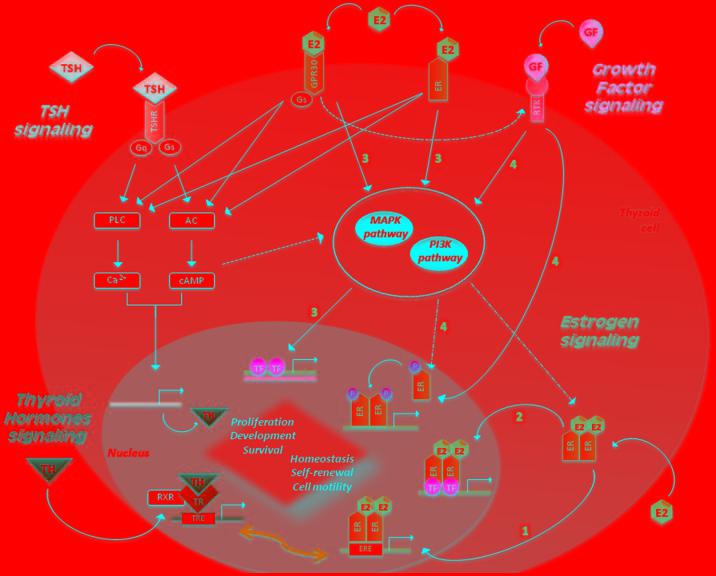 E2
TSH
TSH
TSHR
Gq
Gs
TSH
signaling
E2
GPR30
Gs
E2
ER
GF
GF
RTK
Growth
Factor
signaling
Thyroid
cell
3
3
4
PLC
AC
MAPK
pathway
PI3K
pathway
Ca2+
cAMP
4
3
4
Estrogen
signaling
TF
TF
P
ER
P
P
ER
ER
Thyroid
Hormones
signaling
TH
Nucleus
TH
Proliferation
Development
Survival
Homeostasis
Self-renewal
Cell motility
2
E2
E2
ER
ER
E2
E2
ER
ER
TF
TF
E2
TH
RXR
TR
TRE
E2
E2
ER
ER
ERE
1